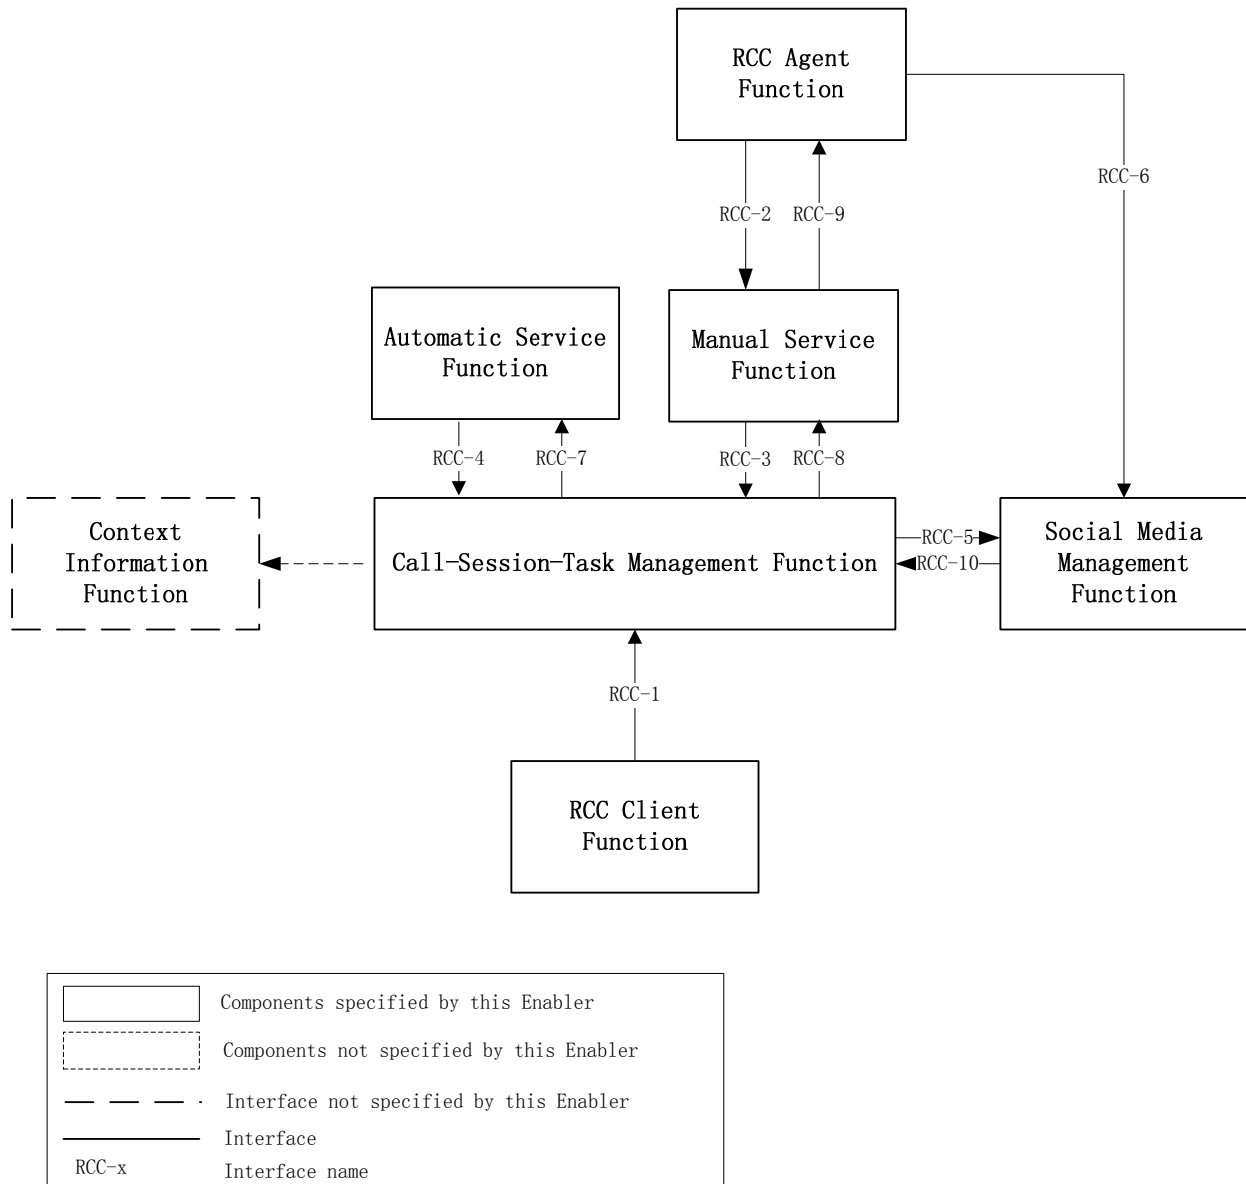 RCC Agent
Function
RCC-6
RCC-2
RCC-9
Automatic Service
Function
Manual Service
Function
RCC-4
RCC-7
RCC-3
RCC-8
Context
Information
Function
Call-Session-Task Management Function
RCC-5
RCC-10
Social Media
Management
Function
RCC-1
RCC Client
Function
Components specified by this Enabler
Components not specified by this Enabler
Interface not specified by this Enabler
Interface
RCC-x
Interface name